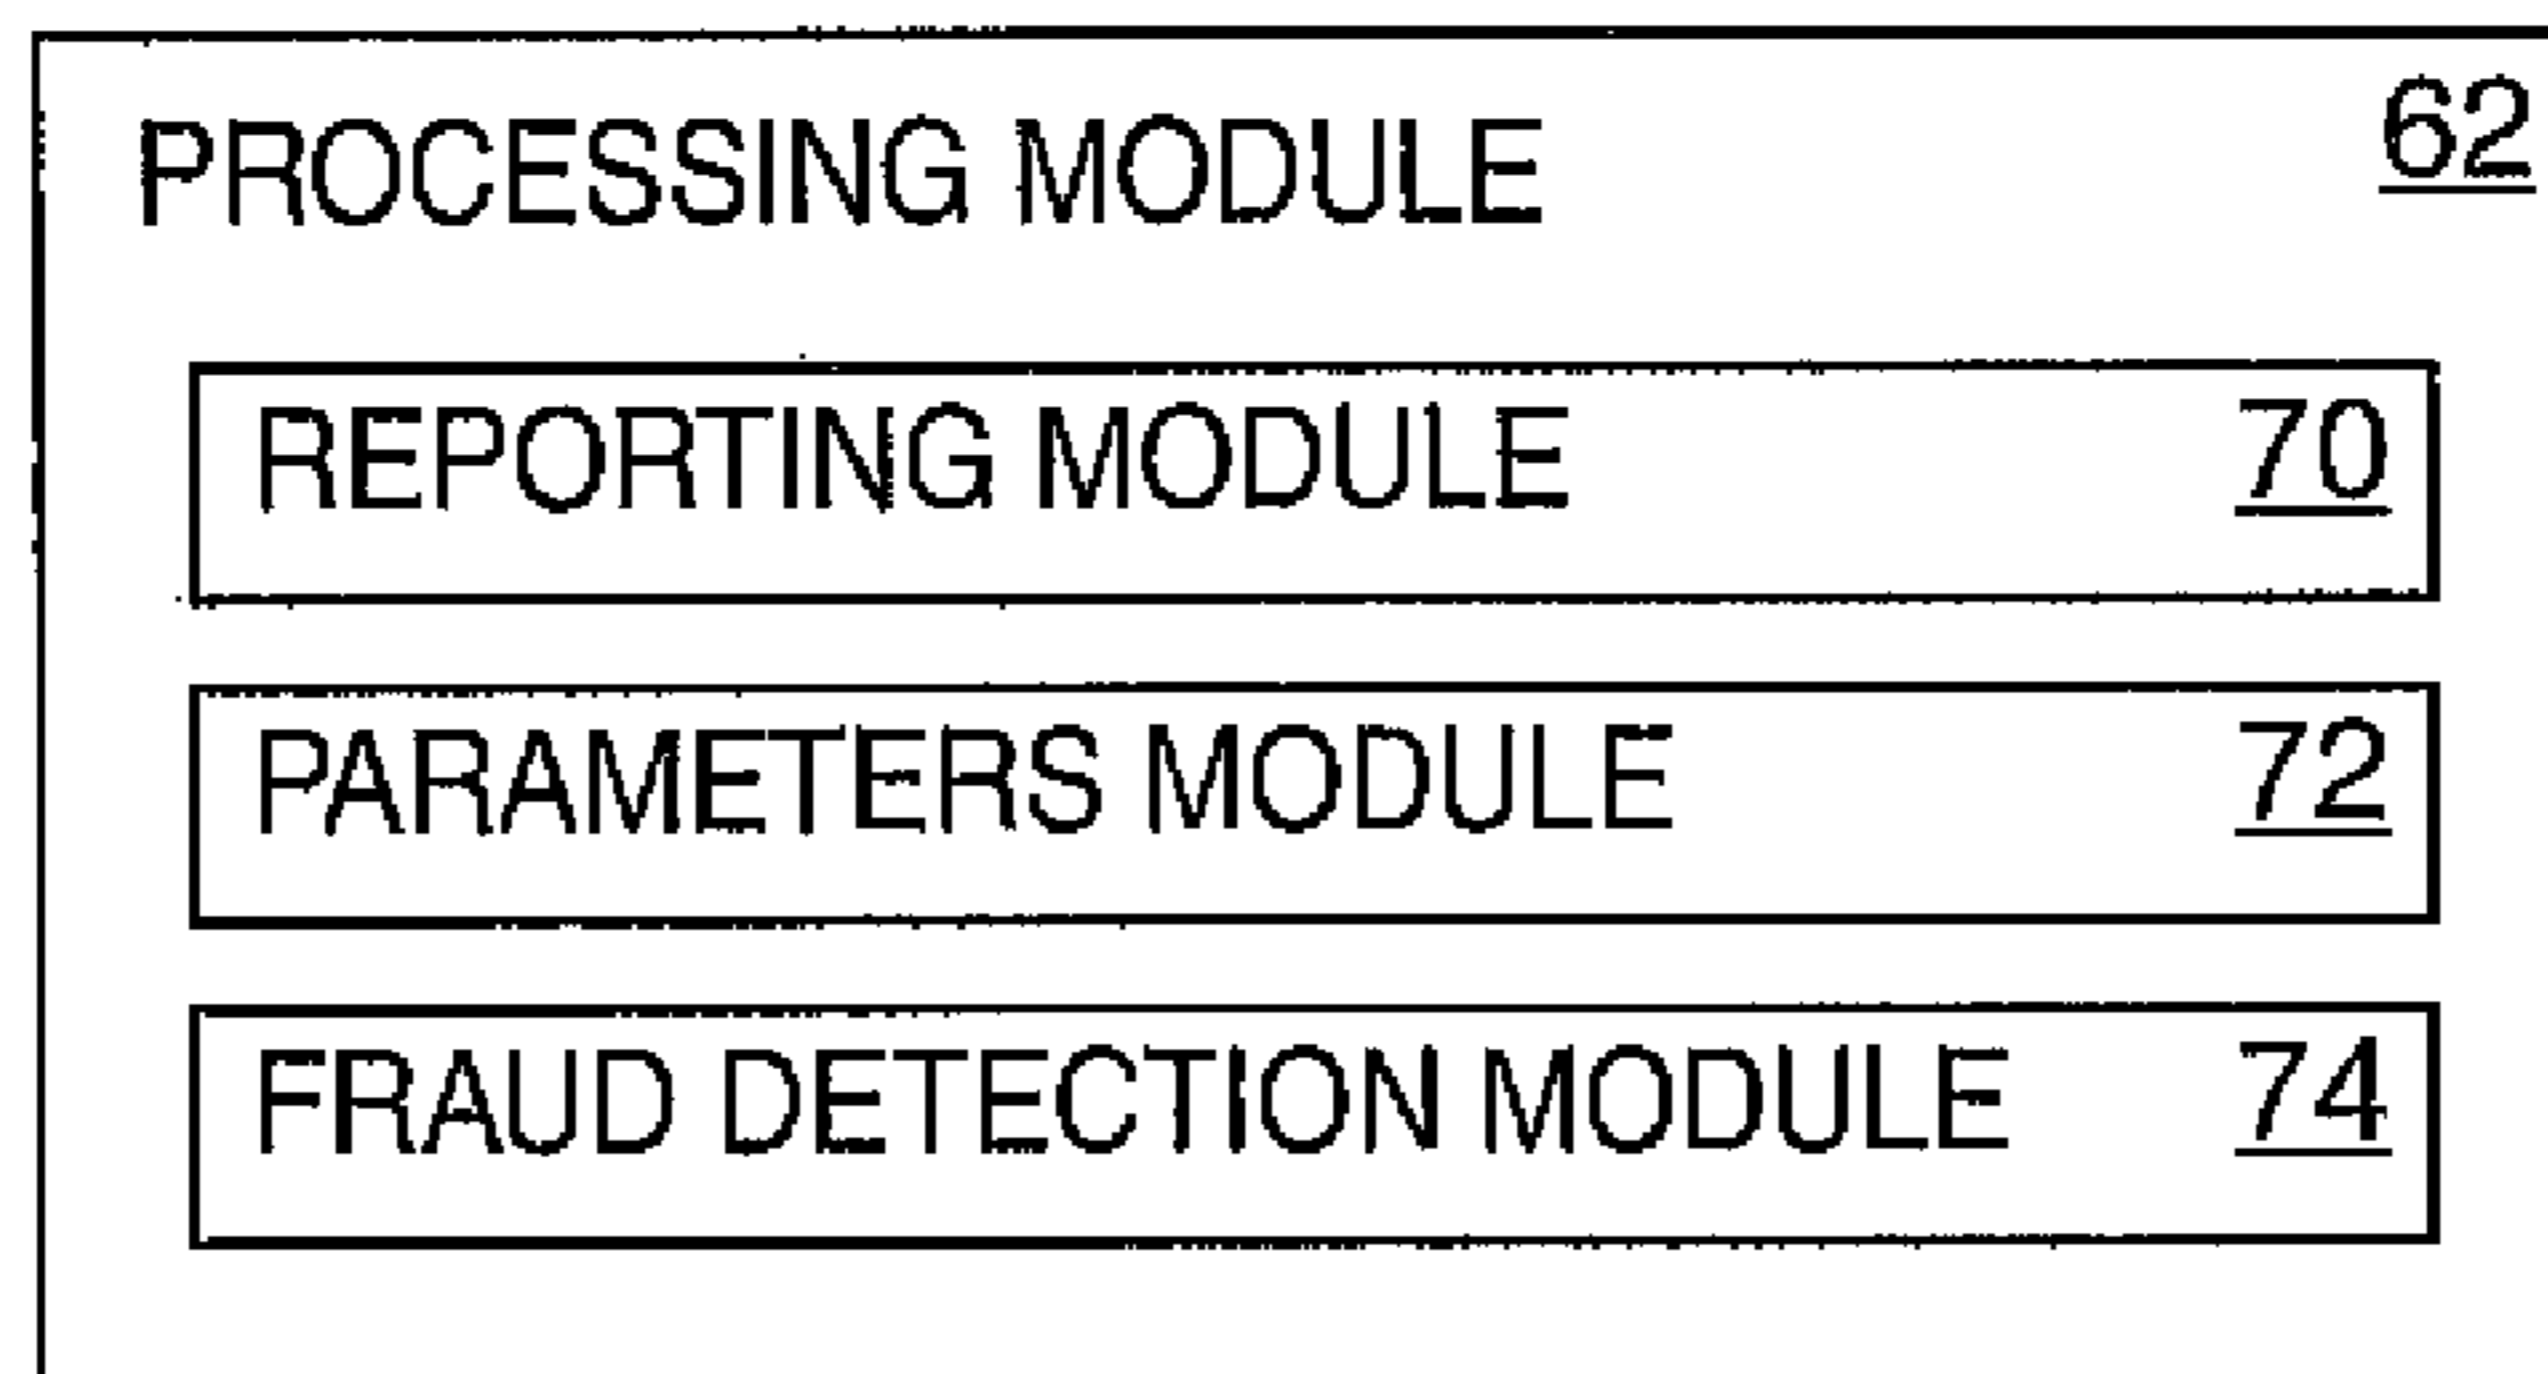 PROCESSING MODULE 62
REPORTING MODULE 70
PARAMETERS MODULE 72
FRAUD DETECTION MODULE 74